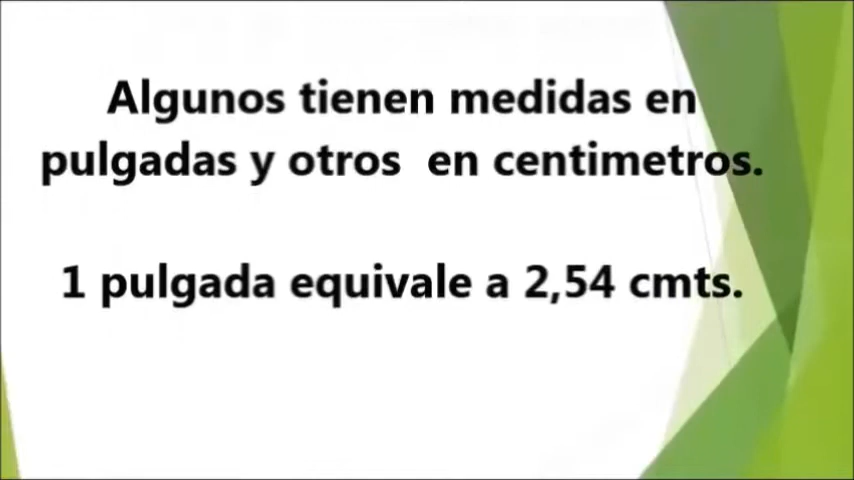 Algunos tienen medidas en
pulgadas y otros en centimetros.
1 pulgada equivale a 2,54 cmts.